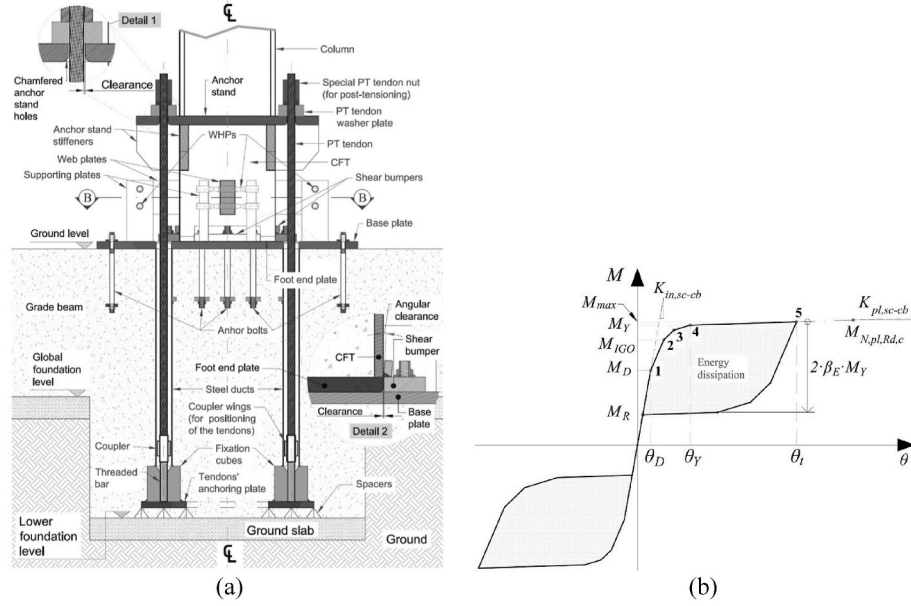 ℄
Detail 1
Column
Chamfered
anchor
stand
holes
Clearance
Anchor
stand
Special PT tendon nut
(for post-tensioning)
PT tendon
washer plate
Anchor stand
stiffeners
WHPs
PT tendon
Web plates
CFT
Supporting plates
Shear bumpers
B
B
Base plate
Ground level
Foot end plate
Grade beam
Anhor bolts
Angular
clearance
CFT
Shear
bumper
Global
foundation
level
Foot end plate
Steel ducts
Clearance
Base
plate
Detail 2
Coupler wings
(for positioning
of the tendons)
Coupler
Fixation
cubes
Threaded
bar
Tendons'
anchoring plate
Spacers
Lower
foundation
level
Ground slab
Ground
℄
(a)
M
K_in,sc-cb
M_max
5
K_pl,sc-cb
M_Y
4
3
2
M_N,pl,Rd,c
M_IGO
Energy
dissipation
1
M_D
2·β_E·M_Y
M_R
θ_D
θ_Y
θ_t
θ
(b)